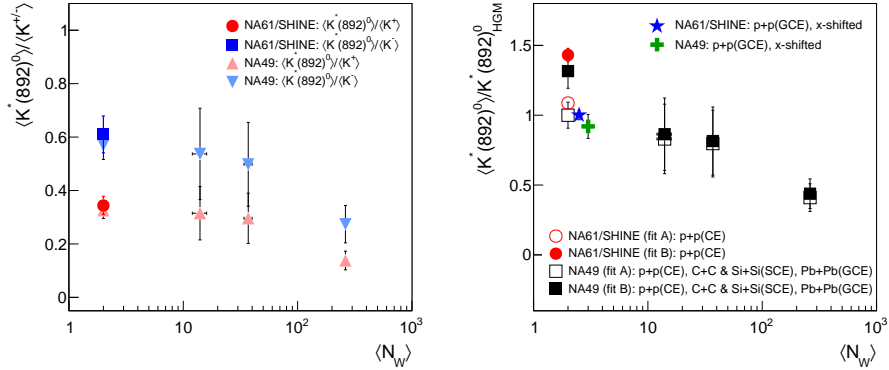 ⟨K*(892)⁰⟩/⟨K⁺/⁻⟩
1
0.8
0.6
0.4
0.2
0
NA61/SHINE: ⟨K*(892)⁰⟩/⟨K⁺⟩
NA61/SHINE: ⟨K*(892)⁰⟩/⟨K⁻⟩
NA49: ⟨K*(892)⁰⟩/⟨K⁺⟩
NA49: ⟨K*(892)⁰⟩/⟨K⁻⟩
1 10 10² 10³
⟨N_W⟩
⟨K*(892)⁰⟩/K*(892)⁰_HGM
1.5
1
0.5
0
NA61/SHINE: p+p(GCE), x-shifted
NA49: p+p(GCE), x-shifted
NA61/SHINE (fit A): p+p(CE)
NA61/SHINE (fit B): p+p(CE)
NA49 (fit A): p+p(CE), C+C & Si+Si(SCE), Pb+Pb(GCE)
NA49 (fit B): p+p(CE), C+C & Si+Si(SCE), Pb+Pb(GCE)
1 10 10² 10³
⟨N_W⟩